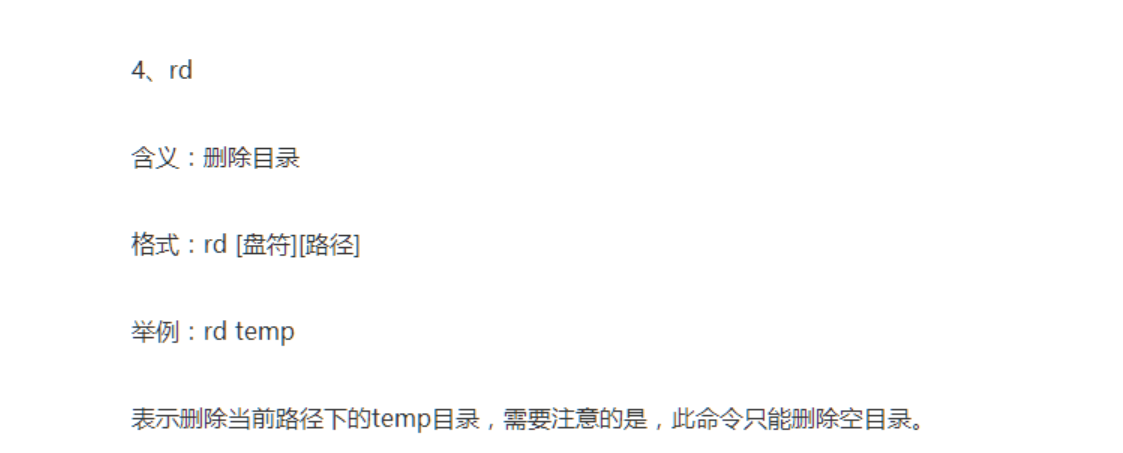 4、rd
含义：删除目录
格式：rd [盘符][路径]
举例：rd temp
表示删除当前路径下的temp目录，需要注意的是，此命令只能删除空目录。